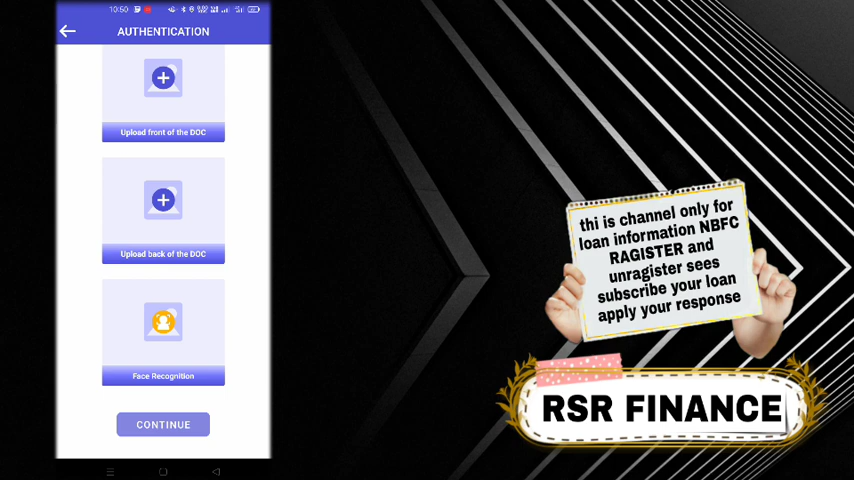 10:50
AUTHENTICATION
Upload front of the DOC
Upload back of the DOC
Face Recognition
CONTINUE
thi is channel only for
loan information NBFC
RAGISTER and
unragister sees
subscribe your loan
apply your response
RSR FINANCE